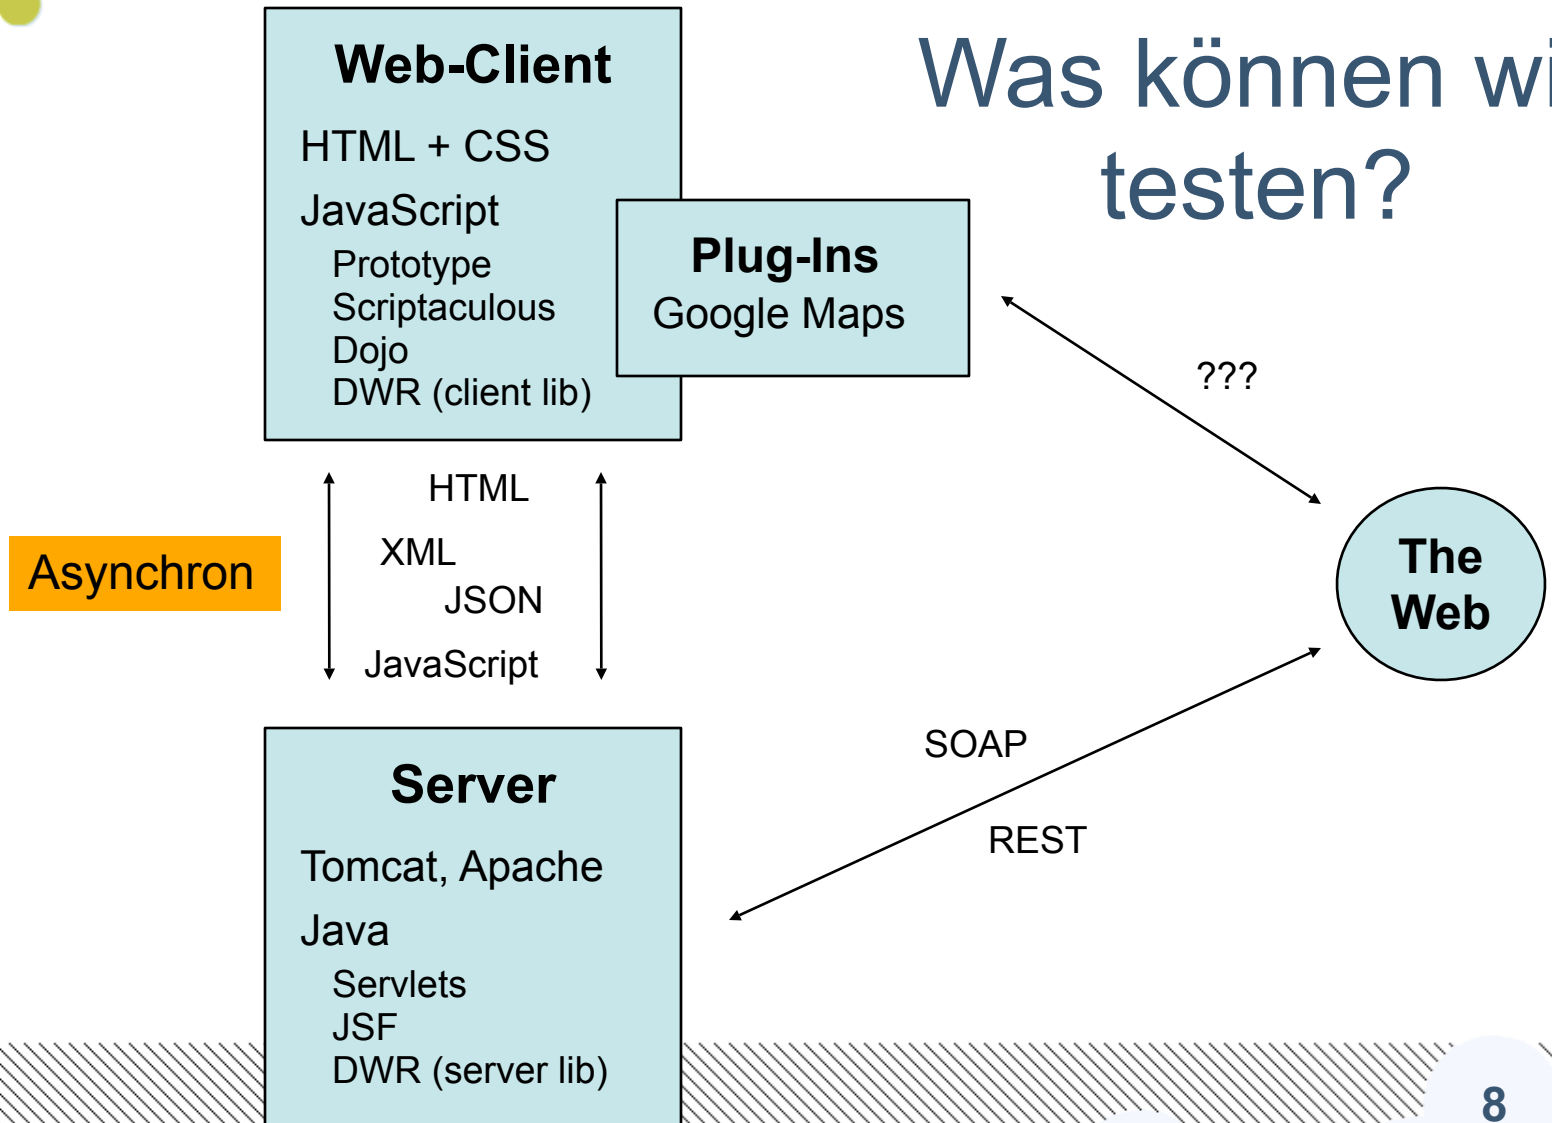 Was können wi
testen?
Web-Client
HTML + CSS
JavaScript
Prototype
Scriptaculous
Dojo
DWR (client lib)
Plug-Ins
Google Maps
???
HTML
XML
JSON
JavaScript
Asynchron
The
Web
SOAP
REST
Server
Tomcat, Apache
Java
Servlets
JSF
DWR (server lib)
8